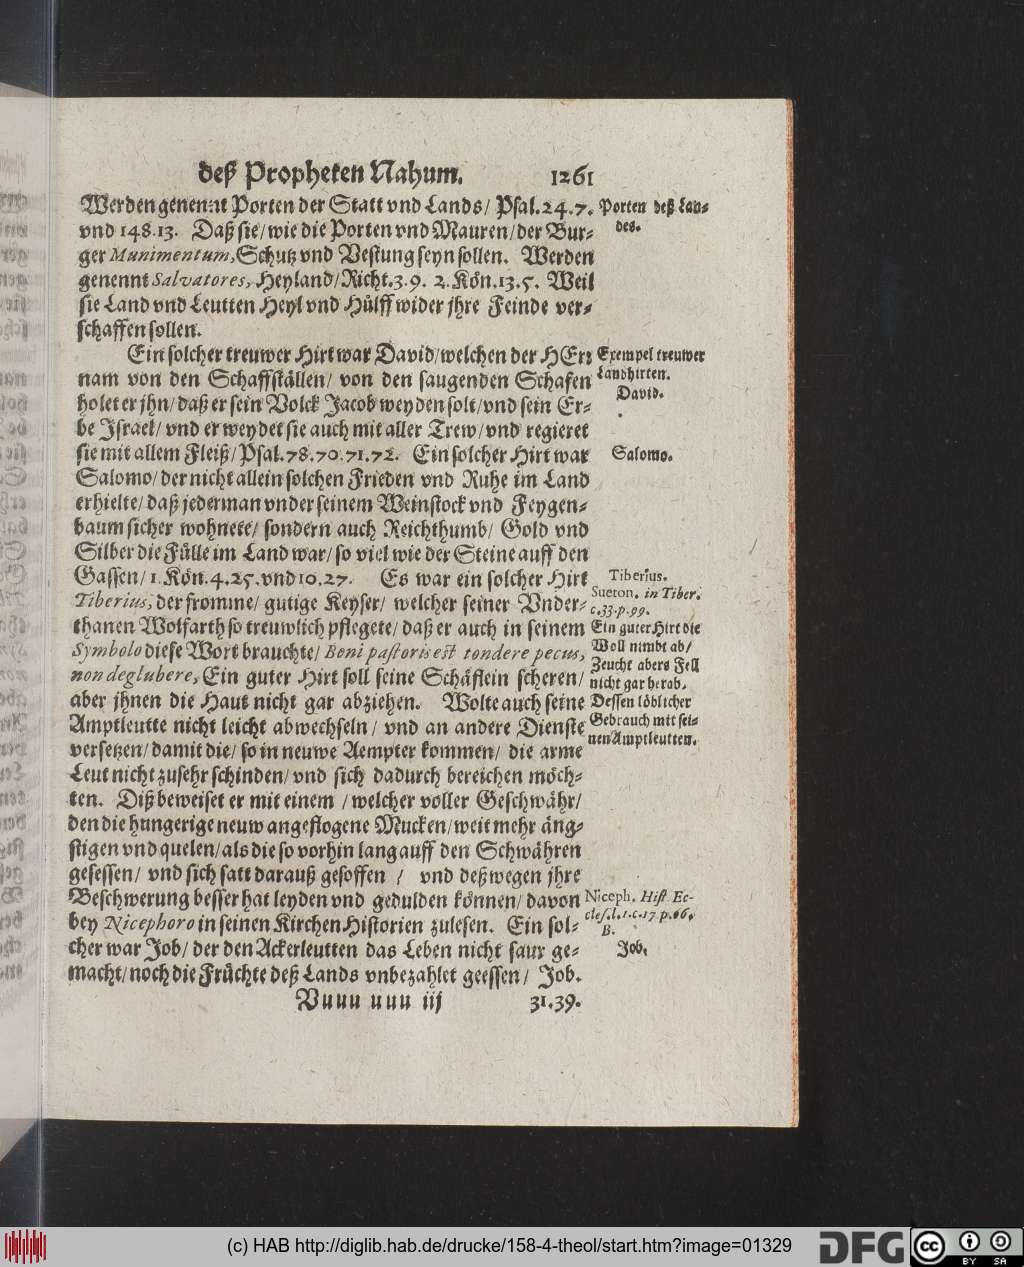 deß Propheten Nahum. 1261
Werden genennt Porten der Statt vnd Lands/ Psal.24.7.
vnd 148.13. Daß sie/ wie die Porten vnd Mauren/ der Bur-
ger Munimentum, Schutz vnd Vestung seyn sollen. Werden
genennt Salvatores, Heyland/ Richt.3.9. 2.Kön.13.5. Weil
sie Land vnd Leutten Heyl vnd Hülff wider jhre Feinde ver-
schaffen sollen.
Porten deß Lan-
des.
Ein solcher treuwer Hirt war David/ welchen der HErr
nam von den Schaffställen/ von den saugenden Schafen
holet er jhn/ daß er sein Volck Jacob weyden solt/ vnd sein Er-
be Israel/ vnd er weydet sie auch mit aller Trew/ vnd regieret
sie mit allem Fleiß/ Psal.78.70.71.72. Ein solcher Hirt war
Salomo/ der nicht allein solchen Frieden vnd Ruhe im Land
erhielte/ daß jederman vnder seinem Weinstock vnd Feygen-
baum sicher wohnete/ sondern auch Reichthumb/ Gold vnd
Silber die Fülle im Land war/ so viel wie der Steine auff den
Gassen/ 1.Kön.4.25. vnd 10.27. Es war ein solcher Hirt
Tiberius, der fromme/ gutige Keyser/ welcher seiner Vnder-
thanen Wolfarth so treuwlich pflegete/ daß er auch in seinem
Symbolo diese Wort brauchte/ Beni pastoris est tondere pecus,
non deglubere, Ein guter Hirt soll seine Schäflein scheren/
aber jhnen die Haut nicht gar abziehen. Wolte auch seine
Amptleutte nicht leicht abwechseln/ vnd an andere Dienste
versetzen/ damit die/ so in neuwe Aempter kommen/ die arme
Leut nicht zusehr schinden/ vnd sich dadurch bereichen möch-
ten. Diß beweiset er mit einem / welcher voller Geschwähr/
den die hungerige neuw angeflogene Mucken/ weit mehr äng-
stigen vnd quelen/ als die so vorhin lang auff den Schwähren
gesessen/ vnd sich satt darauß gesoffen / vnd deßwegen jhre
Beschwerung besser hat leyden vnd gedulden können/ davon
bey Nicephoro in seinen Kirchen Historien zulesen. Ein sol-
cher war Job/ der den Ackerleutten das Leben nicht saur ge-
macht/ noch die Früchte deß Lands vnbezahlet geessen/ Job.
Exempel treuwer
Landhirten.
David.
Salomo.
Tiberius.
Sueton. in Tiber.
c.33.p.99.
Ein guter Hirt die
Woll nimbt ab/
Zeucht abers Fell
nicht gar herab.
Dessen löblicher
Gebrauch mit sei-
nen Amptleutten.
Niceph. Hist. Ec-
cles.l.1.c.17.p.66.
B.
Job.
Vuuu uuu iij 31.39.
(c) HAB http://diglib.hab.de/drucke/158-4-theol/start.htm?image=01329
DFG
cc BY SA